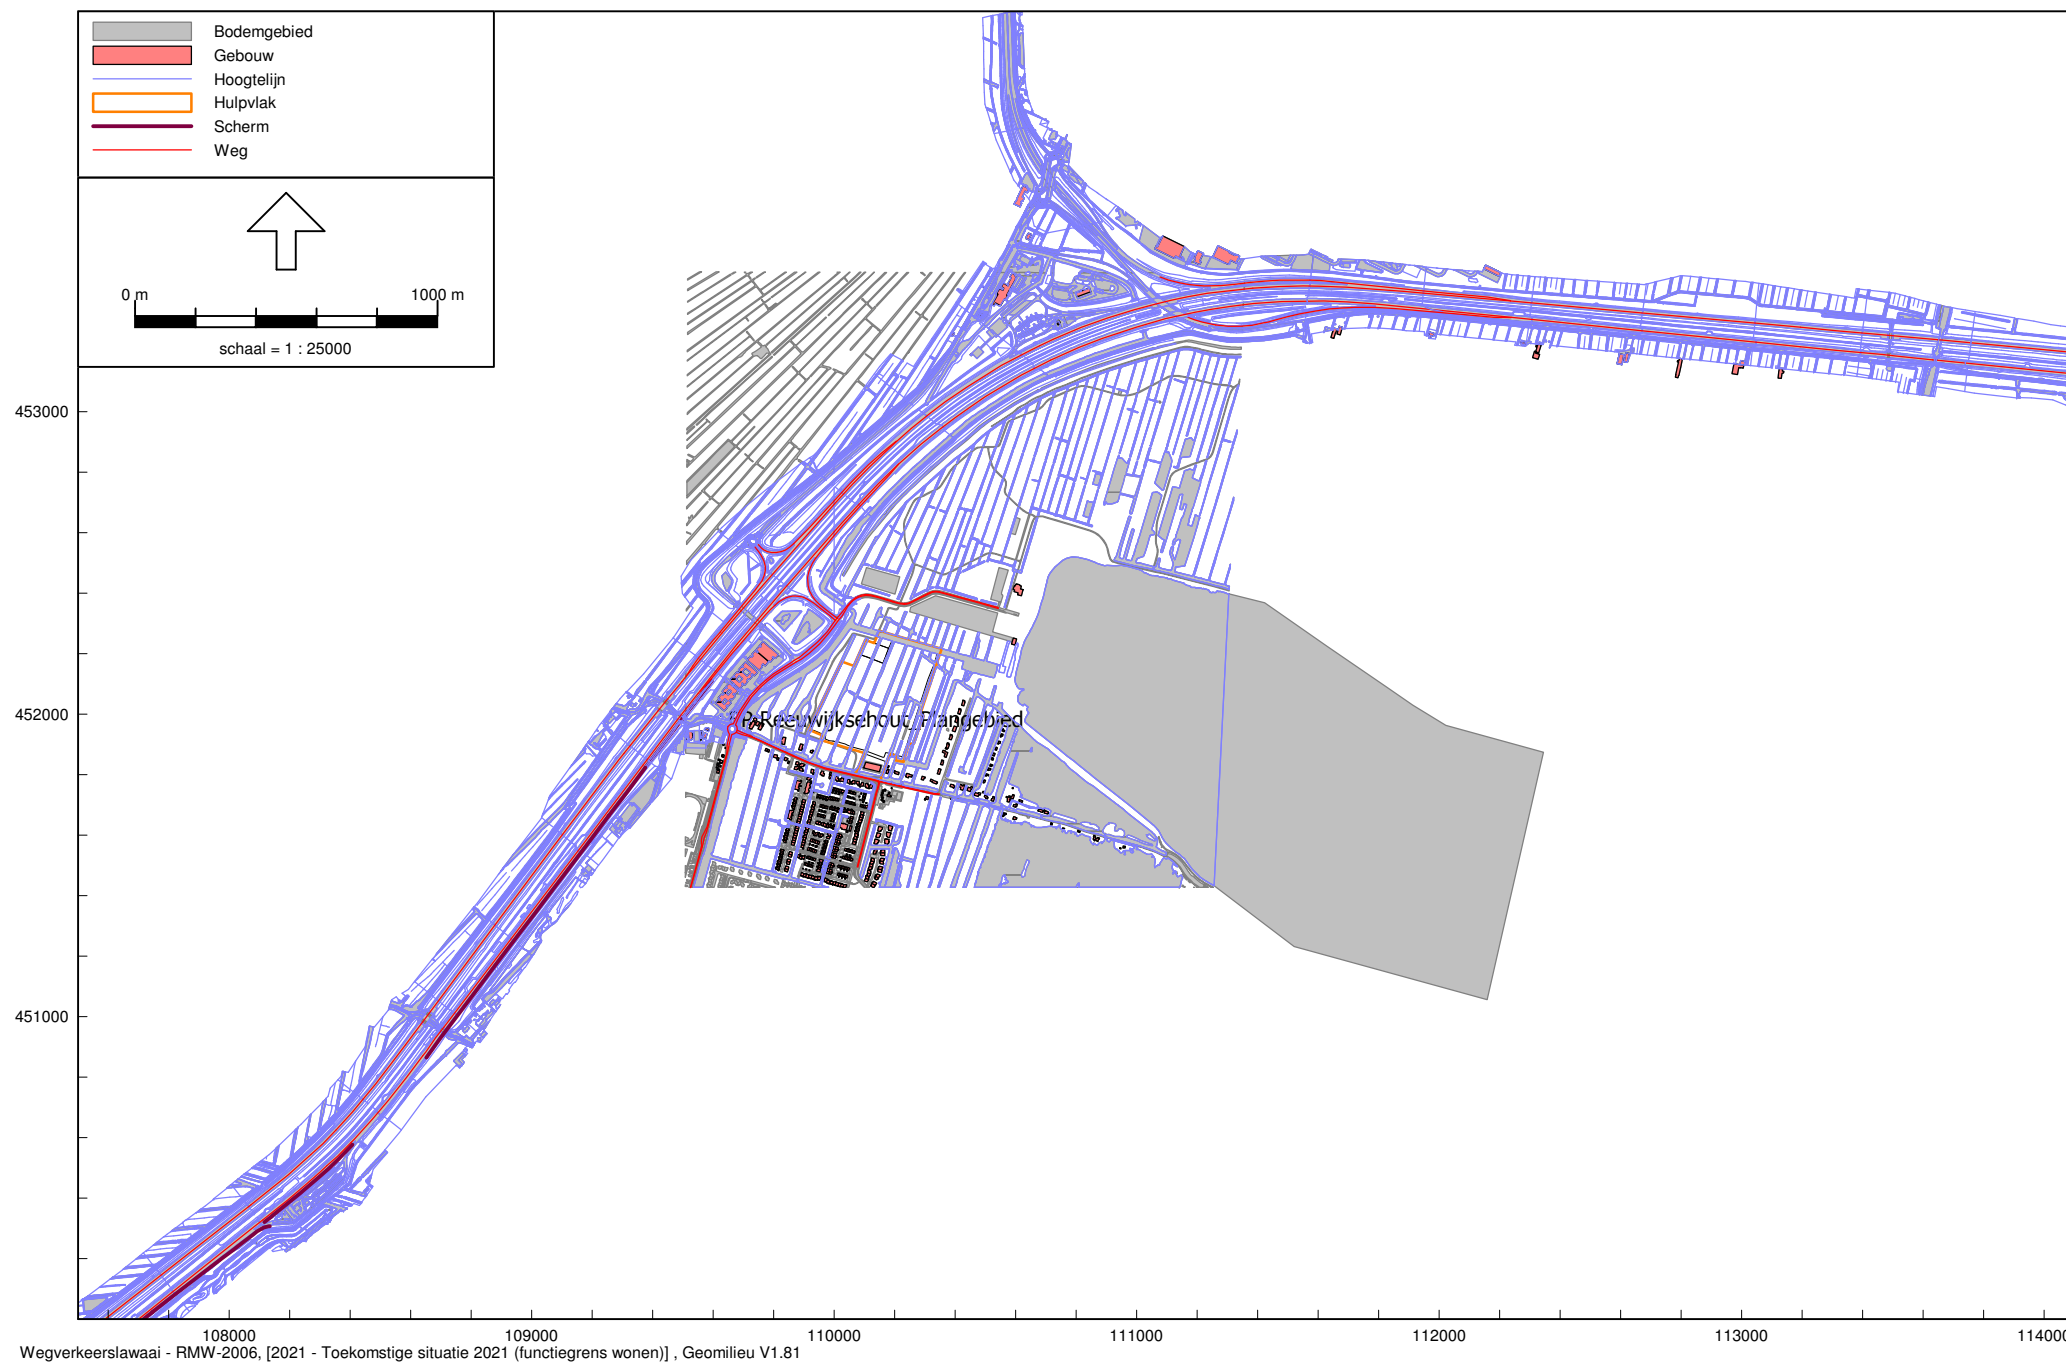 Bodemgebied
Gebouw
Hoogtelijn
Hulpvlak
Scherm
Weg
0 m 1000 m
schaal = 1 : 25000
453000
452000
P-Reeuwijksehout_Plangebied
451000
108000 109000 110000 111000 112000 113000 11400
Wegverkeerslawaai - RMW-2006, [2021 - Toekomstige situatie 2021 (functiegrens wonen)] , Geomilieu V1.81